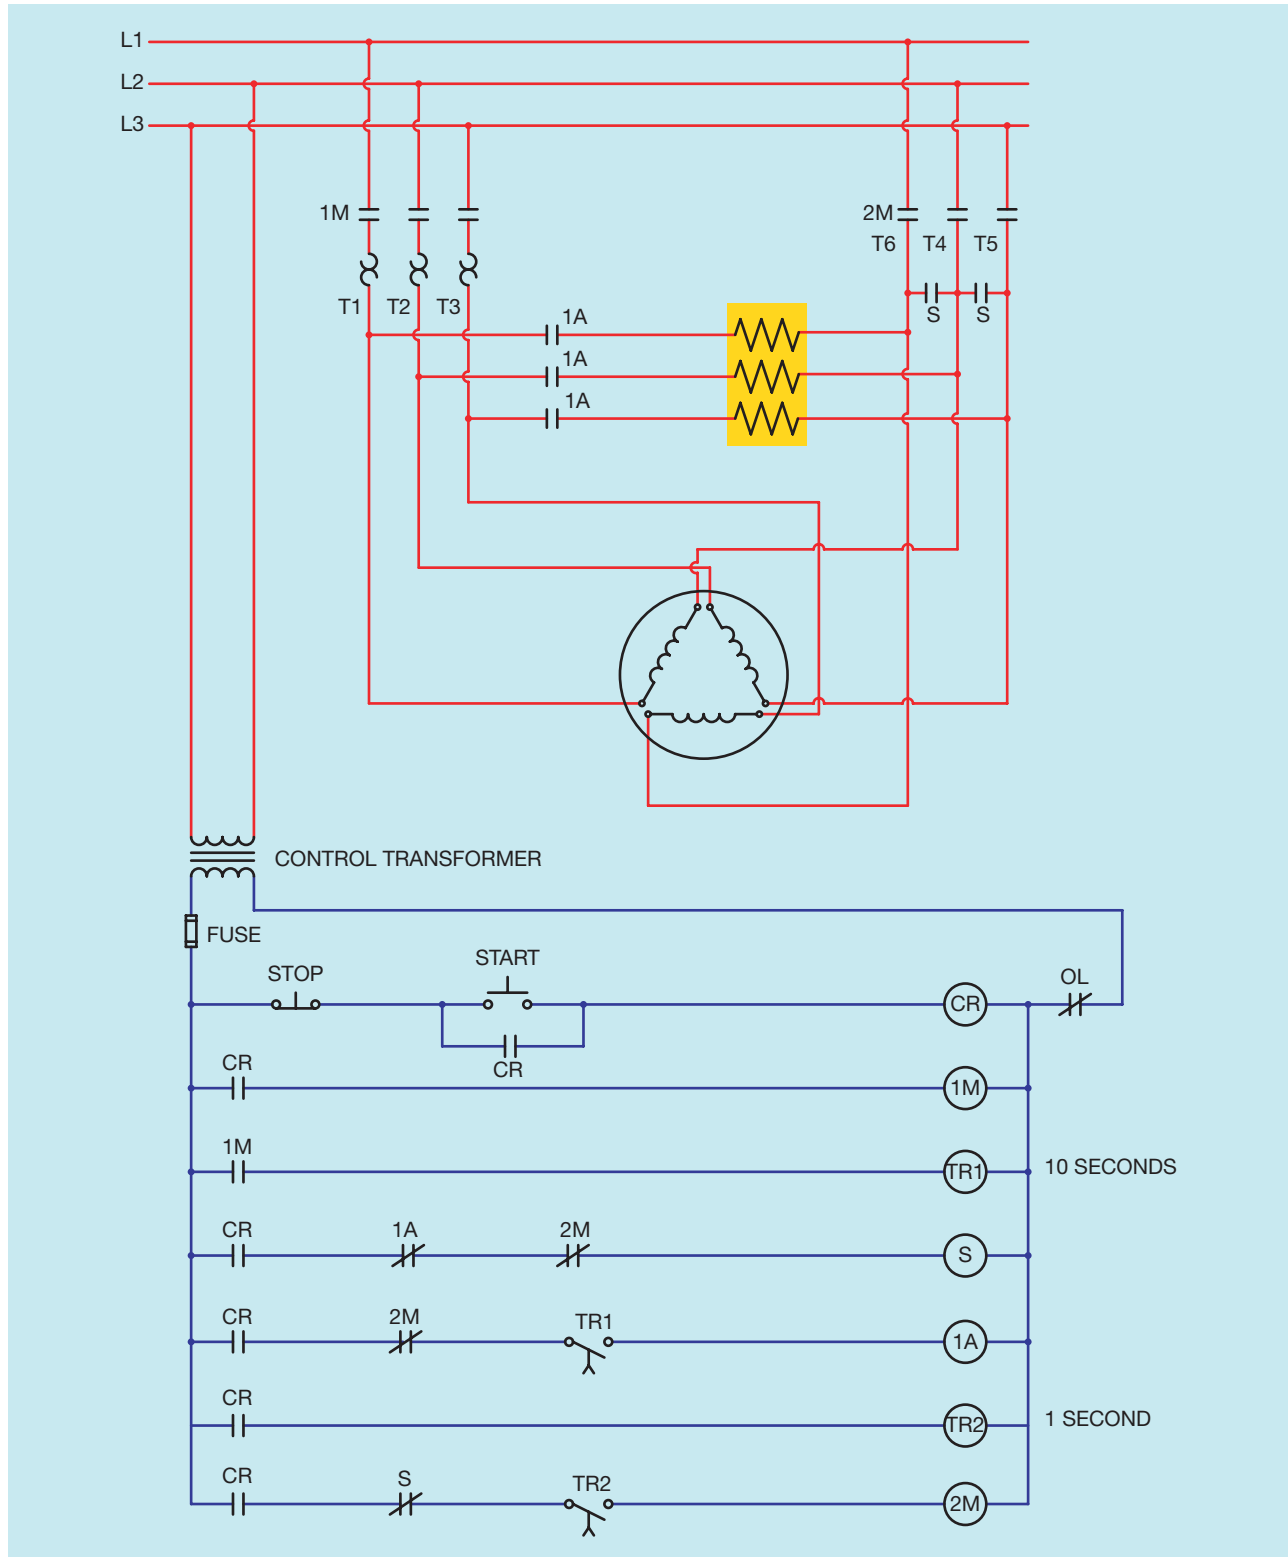 L1
L2
L3
1M
2M
T6 T4 T5
T1 T2 T3
S S
1A
1A
1A
CONTROL TRANSFORMER
FUSE
STOP
START
OL
CR
CR
CR
1M
1M
TR1
10 SECONDS
CR
1A
2M
S
CR
2M
TR1
1A
CR
TR2
1 SECOND
CR
S
TR2
2M